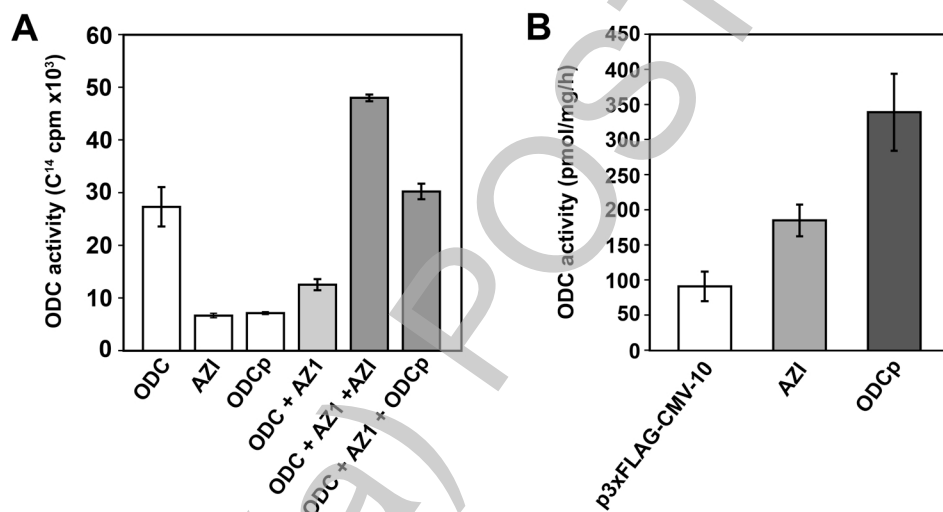 A
60
50
40
30
20
10
0
ODC activity (C¹⁴ cpm x10³)
ODC
AZI
ODCp
ODC + AZ1
ODC + AZ1 +AZI
ODC + AZ1 + ODCp
B
450
400
350
300
250
200
150
100
50
0
ODC activity (pmol/mg/h)
p3xFLAG-CMV-10
AZI
ODCp
) POST